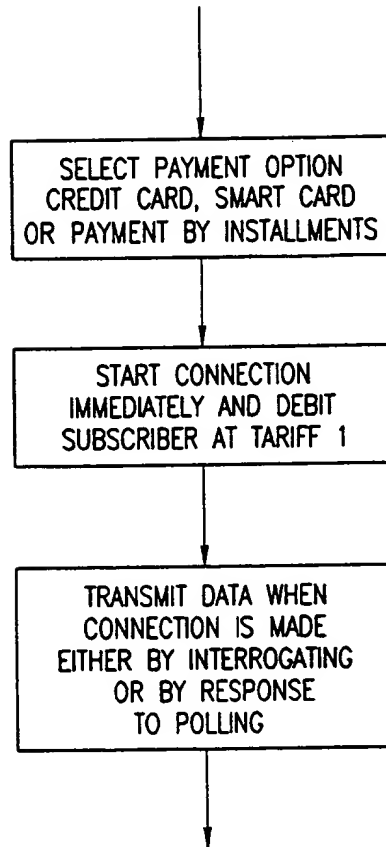 SELECT PAYMENT OPTION
CREDIT CARD, SMART CARD
OR PAYMENT BY INSTALLMENTS
START CONNECTION
IMMEDIATELY AND DEBIT
SUBSCRIBER AT TARIFF 1
TRANSMIT DATA WHEN
CONNECTION IS MADE
EITHER BY INTERROGATING
OR BY RESPONSE
TO POLLING